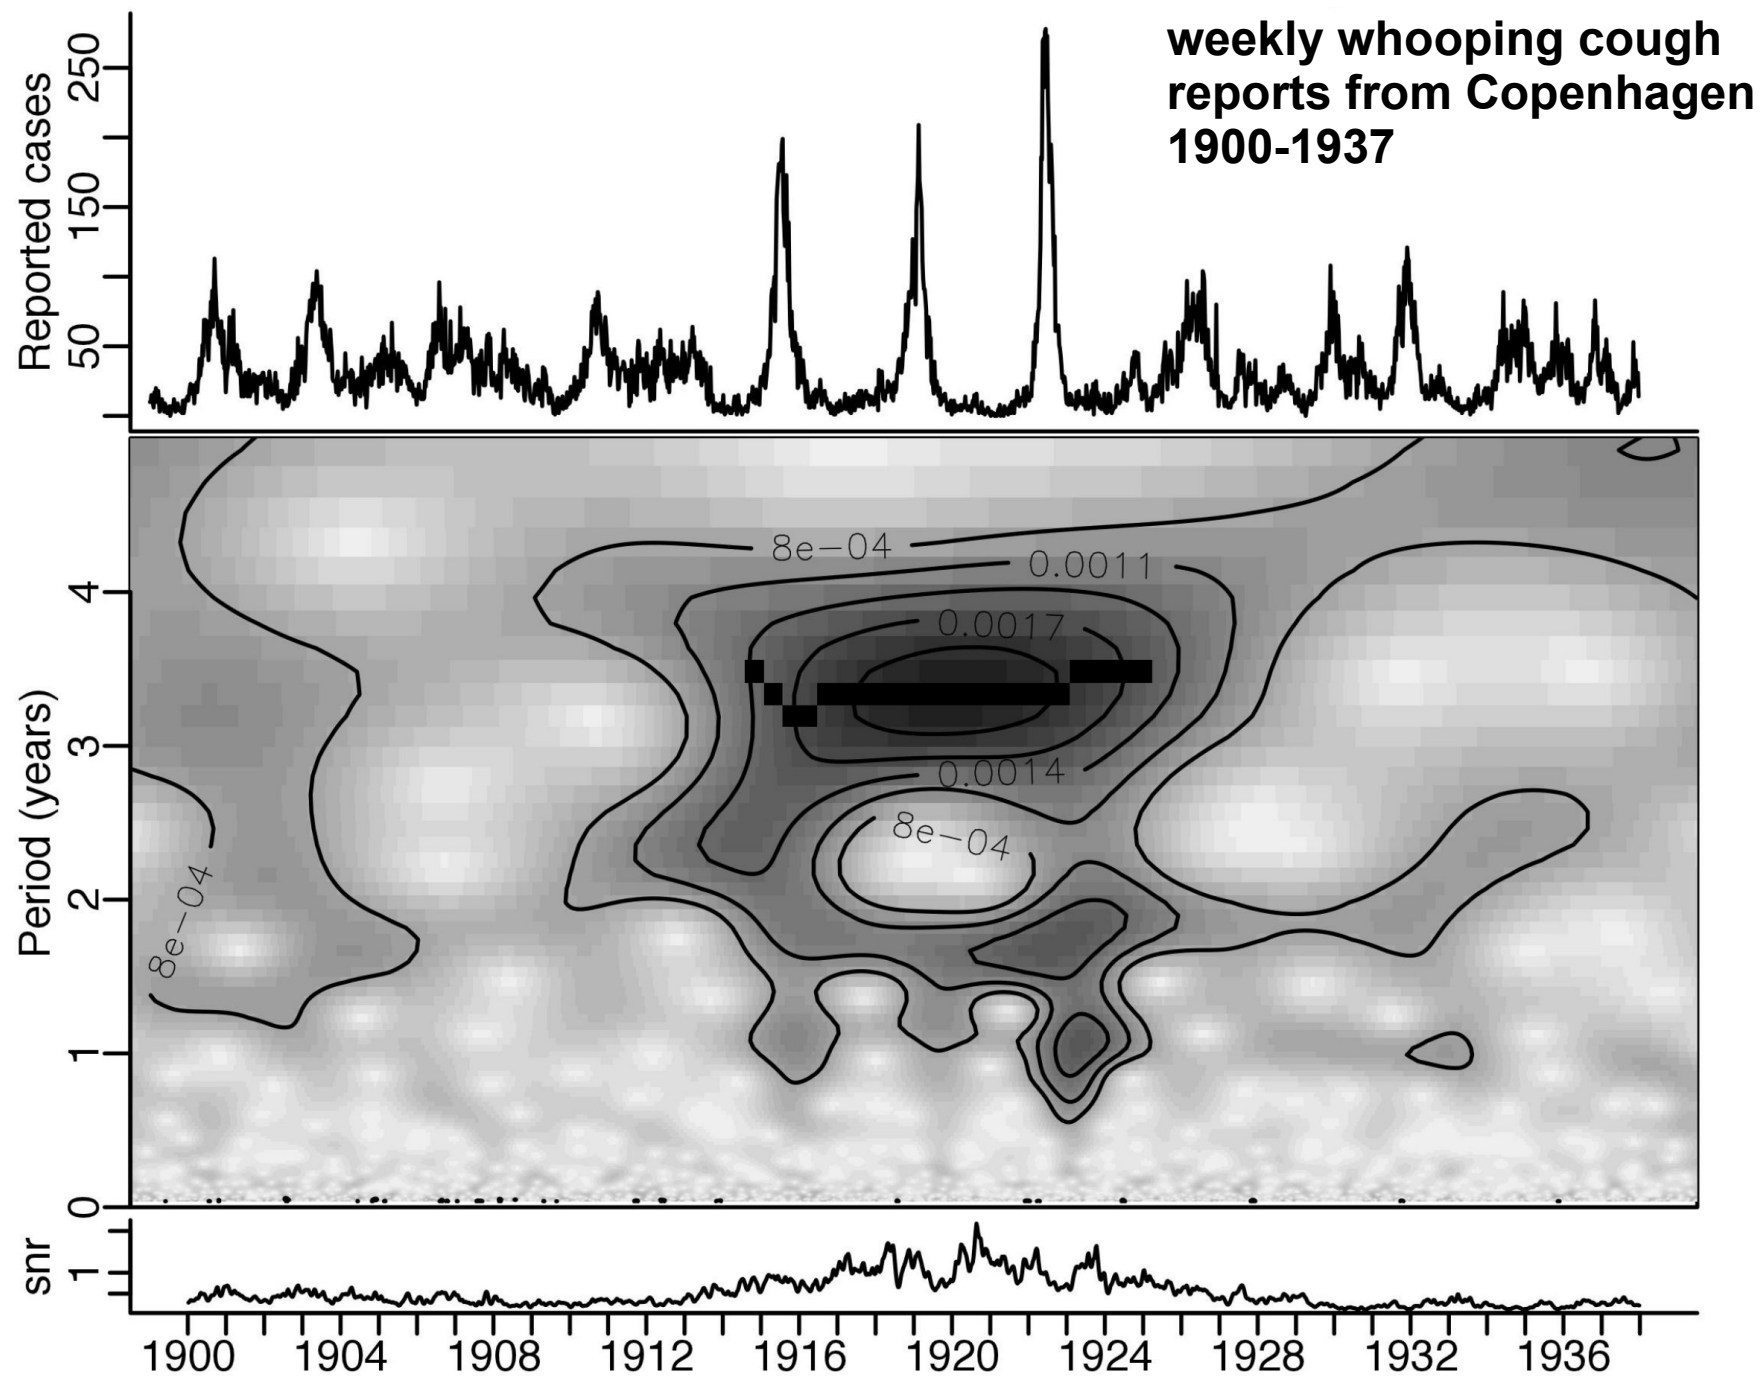 weekly whooping cough
reports from Copenhagen
1900-1937
Reported cases
250
150
50
Period (years)
4
3
2
1
0
8e−04
0.0011
0.0017
0.0014
8e−04
8e−04
snr
1
1900 1904 1908 1912 1916 1920 1924 1928 1932 1936